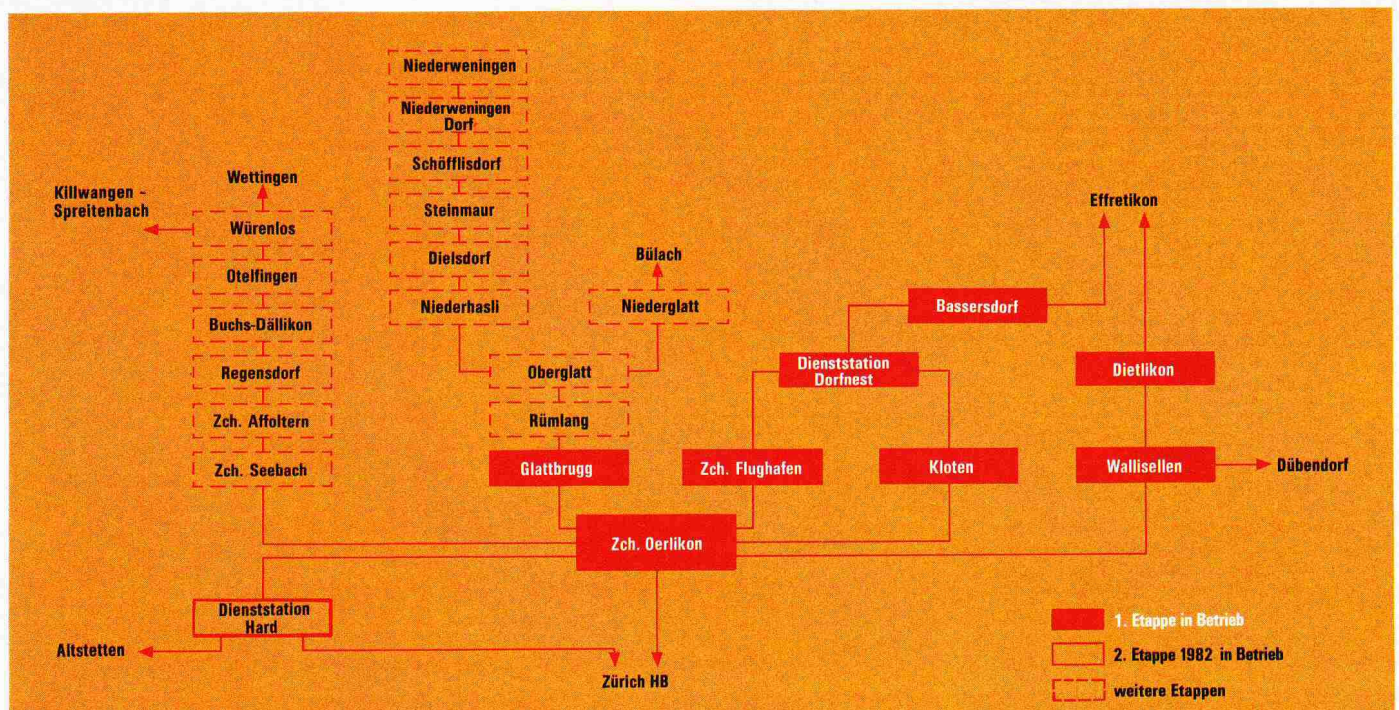 Niederweningen
Niederweningen
Dorf
Schöfflisdorf
Steinmaur
Dielsdorf
Niederhasli
Wettingen
Killwangen -
Spreitenbach
Würenlos
Otelfingen
Buchs-Dällikon
Regensdorf
Zch. Affoltern
Zch. Seebach
Bülach
Niederglatt
Oberglatt
Rümlang
Glattbrugg
Effretikon
Bassersdorf
Dienststation
Dorfnest
Dietlikon
Zch. Flughafen
Kloten
Wallisellen
Dübendorf
Zch. Oerlikon
Dienststation
Hard
Altstetten
Zürich HB
1. Etappe in Betrieb
2. Etappe 1982 in Betrieb
weitere Etappen